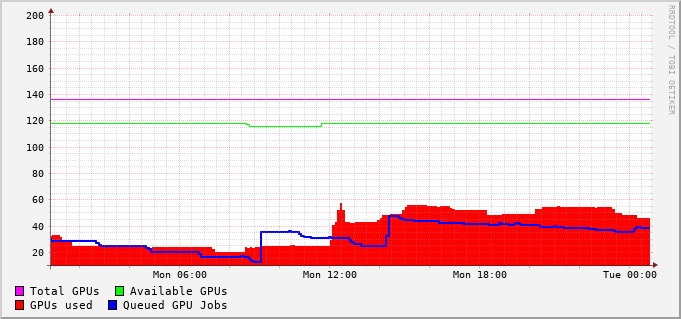 200
180
160
140
120
100
80
60
40
20
Mon 06:00 Mon 12:00 Mon 18:00 Tue 00:00
Total GPUs Available GPUs
GPUs used Queued GPU Jobs
RRDTOOL / TOBI OETIKER